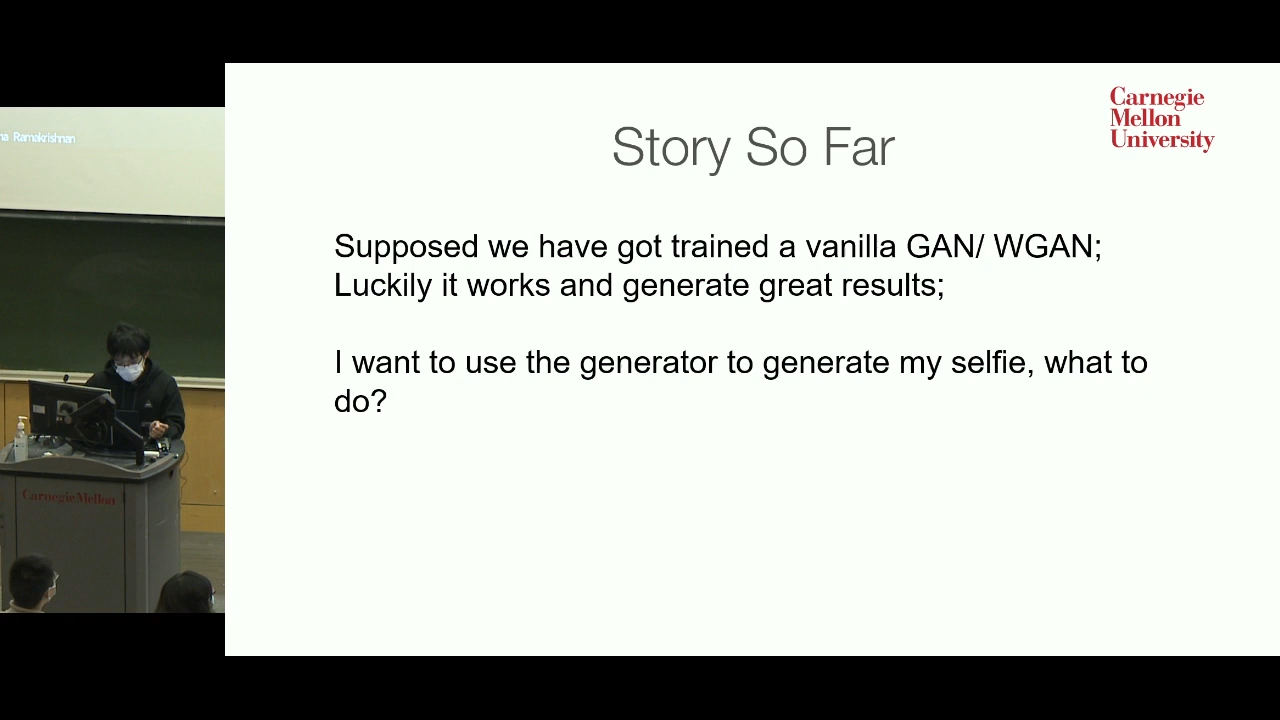 Ramakrishnan
Carnegie
Mellon
University
Story So Far
Supposed we have got trained a vanilla GAN/ WGAN;
Luckily it works and generate great results;
I want to use the generator to generate my selfie, what to
do?
Carnegie Mellon